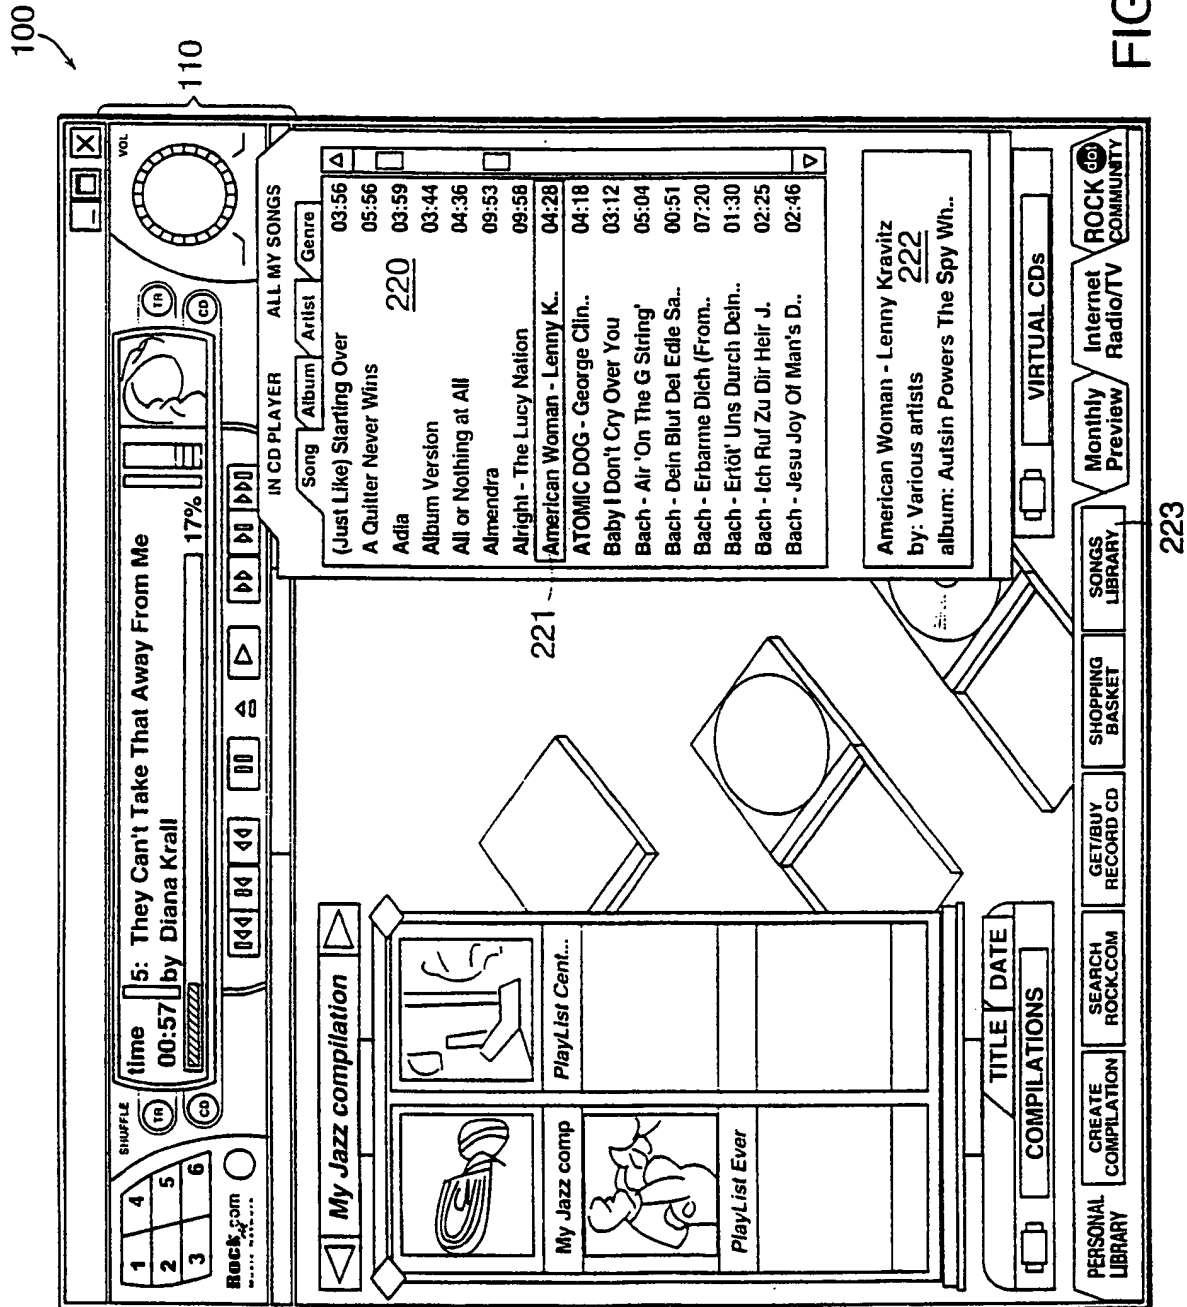 100
110
FIG
VOL
SHUFFLE
1 4
2 5
3 6
TR
CD
time 5: They Can't Take That Away From Me
00:57 by Diana Krall
17%
TR
CD
Rock.com
My Jazz compilation
My Jazz comp
PlayList Cent...
PlayList Ever
TITLE DATE
COMPILATIONS
IN CD PLAYER ALL MY SONGS
Song Album Artist Genre
(Just Like) Starting Over 03:56
A Quitter Never Wins 05:56
Adia 03:59
220
Album Version 03:44
All or Nothing at All 04:36
Almendra 09:53
Alright - The Lucy Nation 09:58
American Woman - Lenny K.. 04:28
221
ATOMIC DOG - George Clin.. 04:18
Baby I Don't Cry Over You 03:12
Bach - Air 'On The G String' 05:04
Bach - Dein Blut Del Edle Sa.. 00:51
Bach - Erbarme Dich (From.. 07:20
Bach - Ertöt' Uns Durch Dein.. 01:30
Bach - Ich Ruf Zu Dir Heir J. 02:25
Bach - Jesu Joy Of Man's D.. 02:46
American Woman - Lenny Kravitz
by: Various artists 222
album: Autsin Powers The Spy Wh..
VIRTUAL CDs
PERSONAL LIBRARY
CREATE COMPILATION
SEARCH ROCK.COM
GET/BUY RECORD CD
SHOPPING BASKET
SONGS LIBRARY
Monthly Preview
Internet Radio/TV
ROCK dot COMMUNITY
223